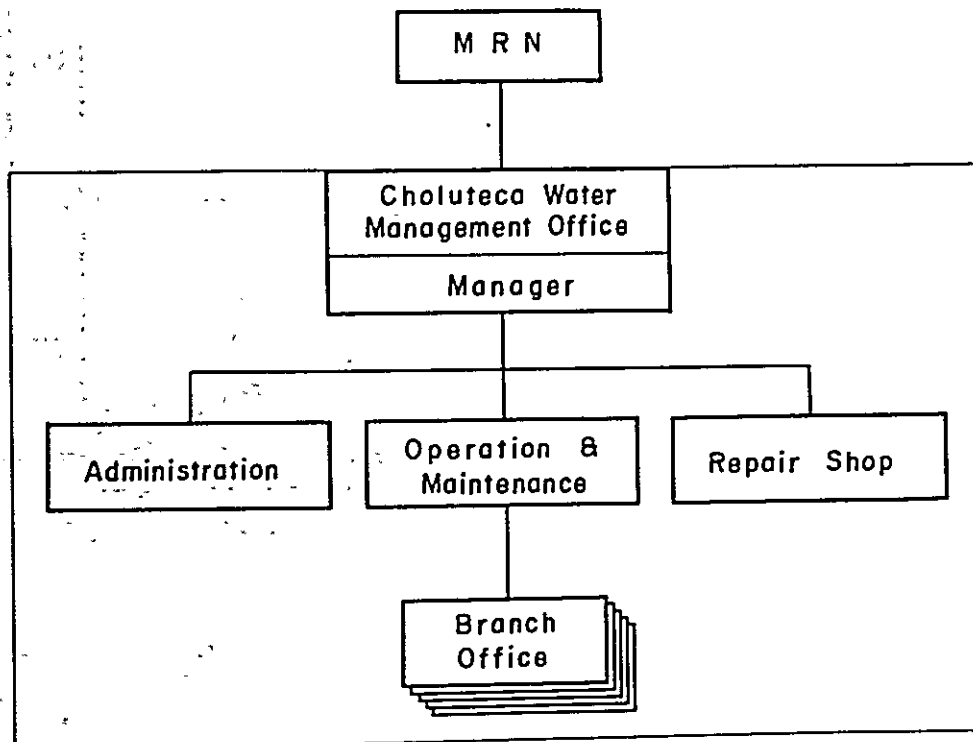 M R N
Choluteca Water
Management Office
Manager
Administration
Operation &
Maintenance
Repair Shop
Branch
Office